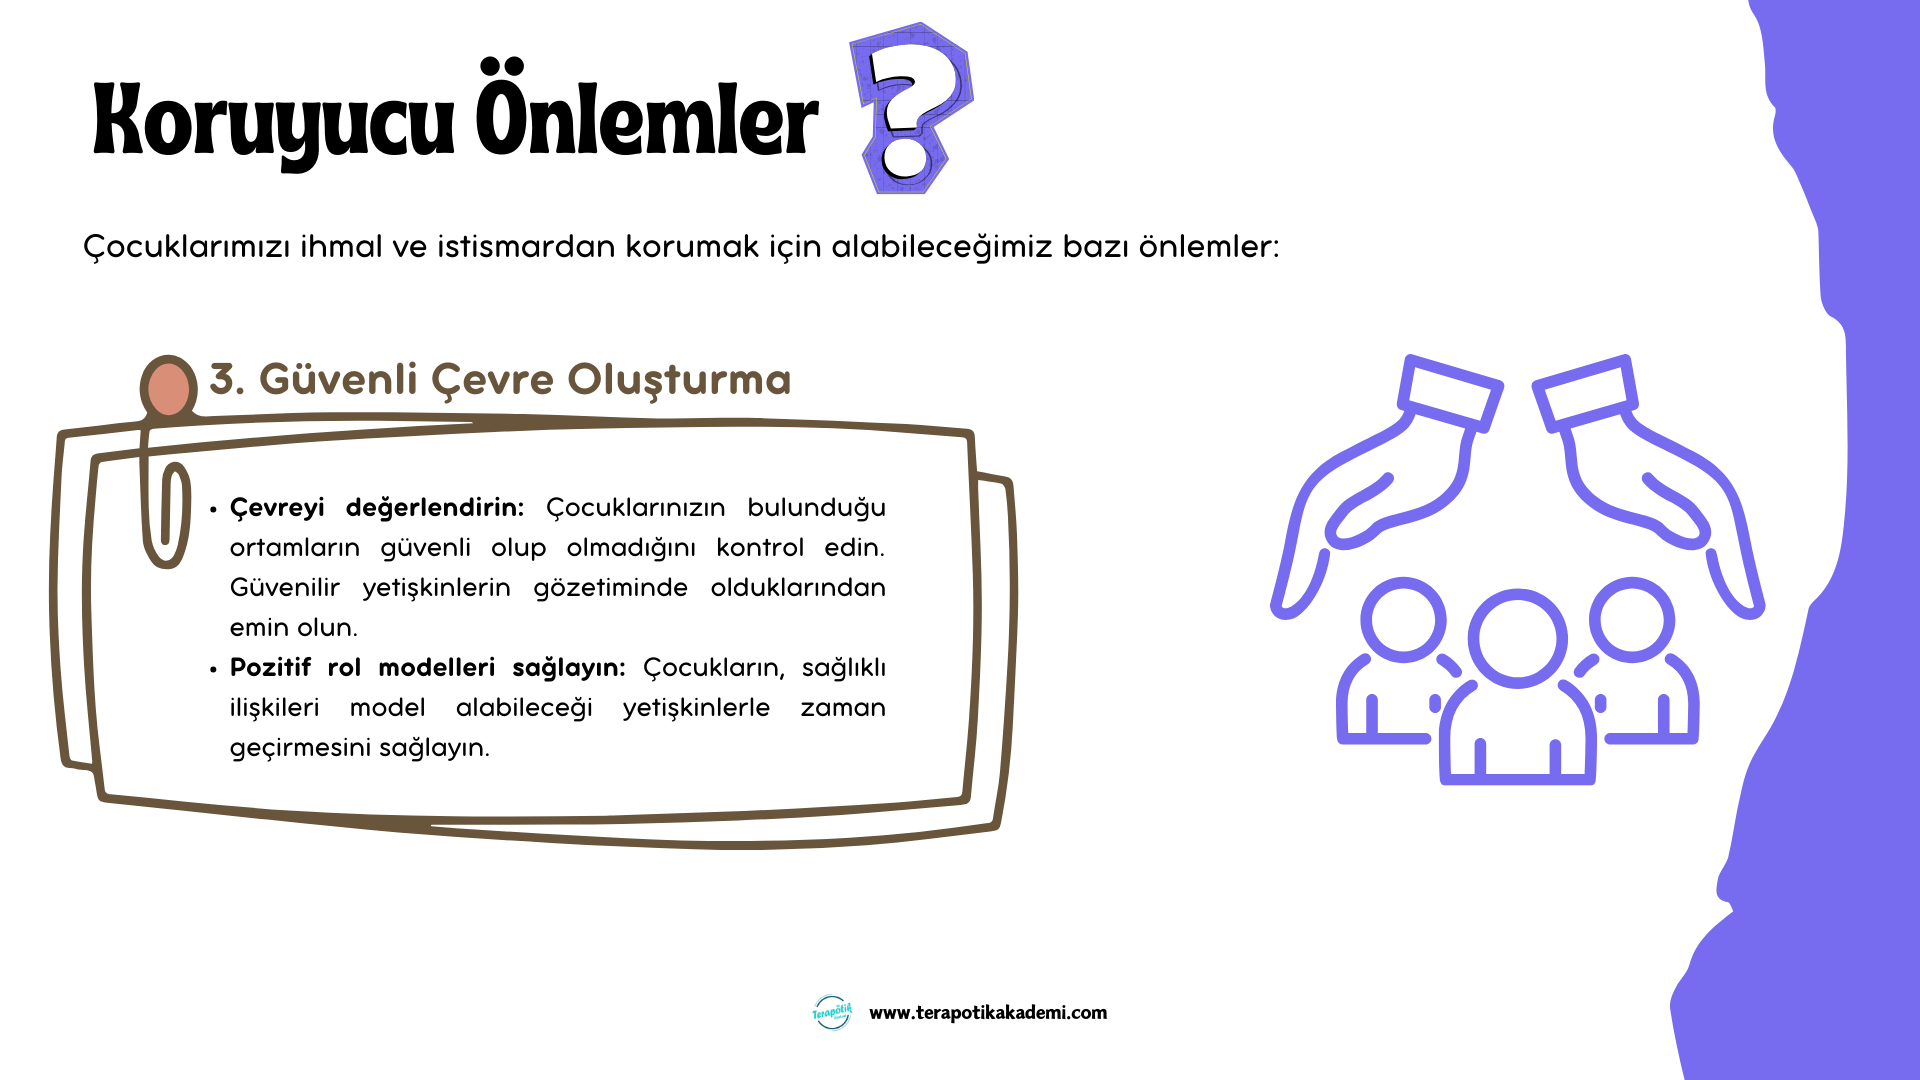 Koruyucu Önlemler ?
Çocuklarımızı ihmal ve istismardan korumak için alabileceğimiz bazı önlemler:
3. Güvenli Çevre Oluşturma
• Çevreyi değerlendirin: Çocuklarınızın bulunduğu
ortamların güvenli olup olmadığını kontrol edin.
Güvenilir yetişkinlerin gözetiminde olduklarından
emin olun.
• Pozitif rol modelleri sağlayın: Çocukların, sağlıklı
ilişkileri model alabileceği yetişkinlerle zaman
geçirmesini sağlayın.
Terapötik
www.terapotikakademi.com